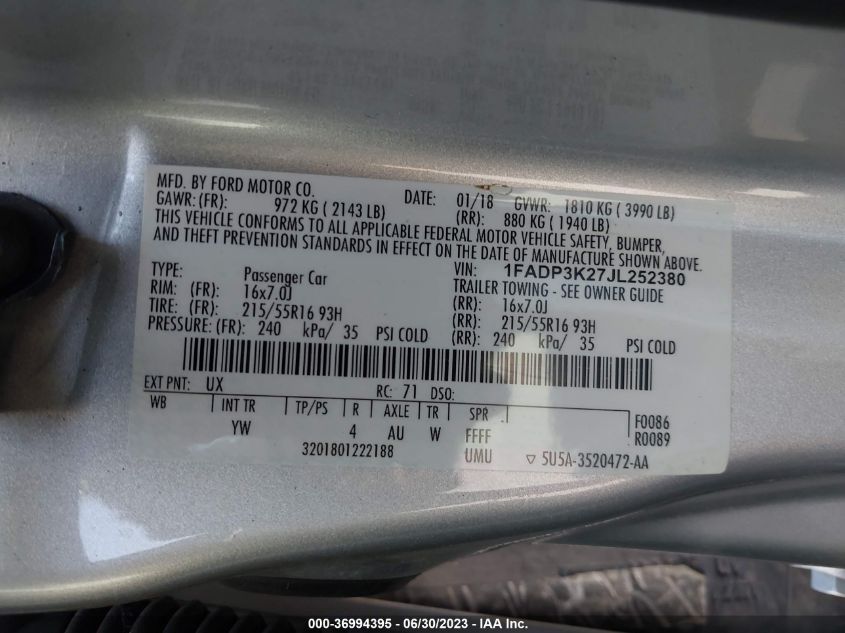 MFD. BY FORD MOTOR CO. DATE: 01/18 GVWR: 1810 KG ( 3990 LB)
GAWR: (FR): 972 KG ( 2143 LB) (RR): 880 KG ( 1940 LB)
THIS VEHICLE CONFORMS TO ALL APPLICABLE FEDERAL MOTOR VEHICLE SAFETY, BUMPER,
AND THEFT PREVENTION STANDARDS IN EFFECT ON THE DATE OF MANUFACTURE SHOWN ABOVE.
VIN: 1FADP3K27JL252380
TYPE: Passenger Car TRAILER TOWING - SEE OWNER GUIDE
RIM: (FR): 16x7.0J (RR): 16x7.0J
TIRE: (FR): 215/55R16 93H (RR): 215/55R16 93H
PRESSURE: (FR): 240 kPa/ 35 PSI COLD (RR): 240 kPa/ 35 PSI COLD
EXT PNT: UX RC: 71 DSO:
WB INT TR TP/PS R AXLE TR SPR F0086
YW 4 AU W FFFF R0089
3201801222188 UMU ▽ 5U5A-3520472-AA
000-36994395 - 06/30/2023 - IAA Inc.